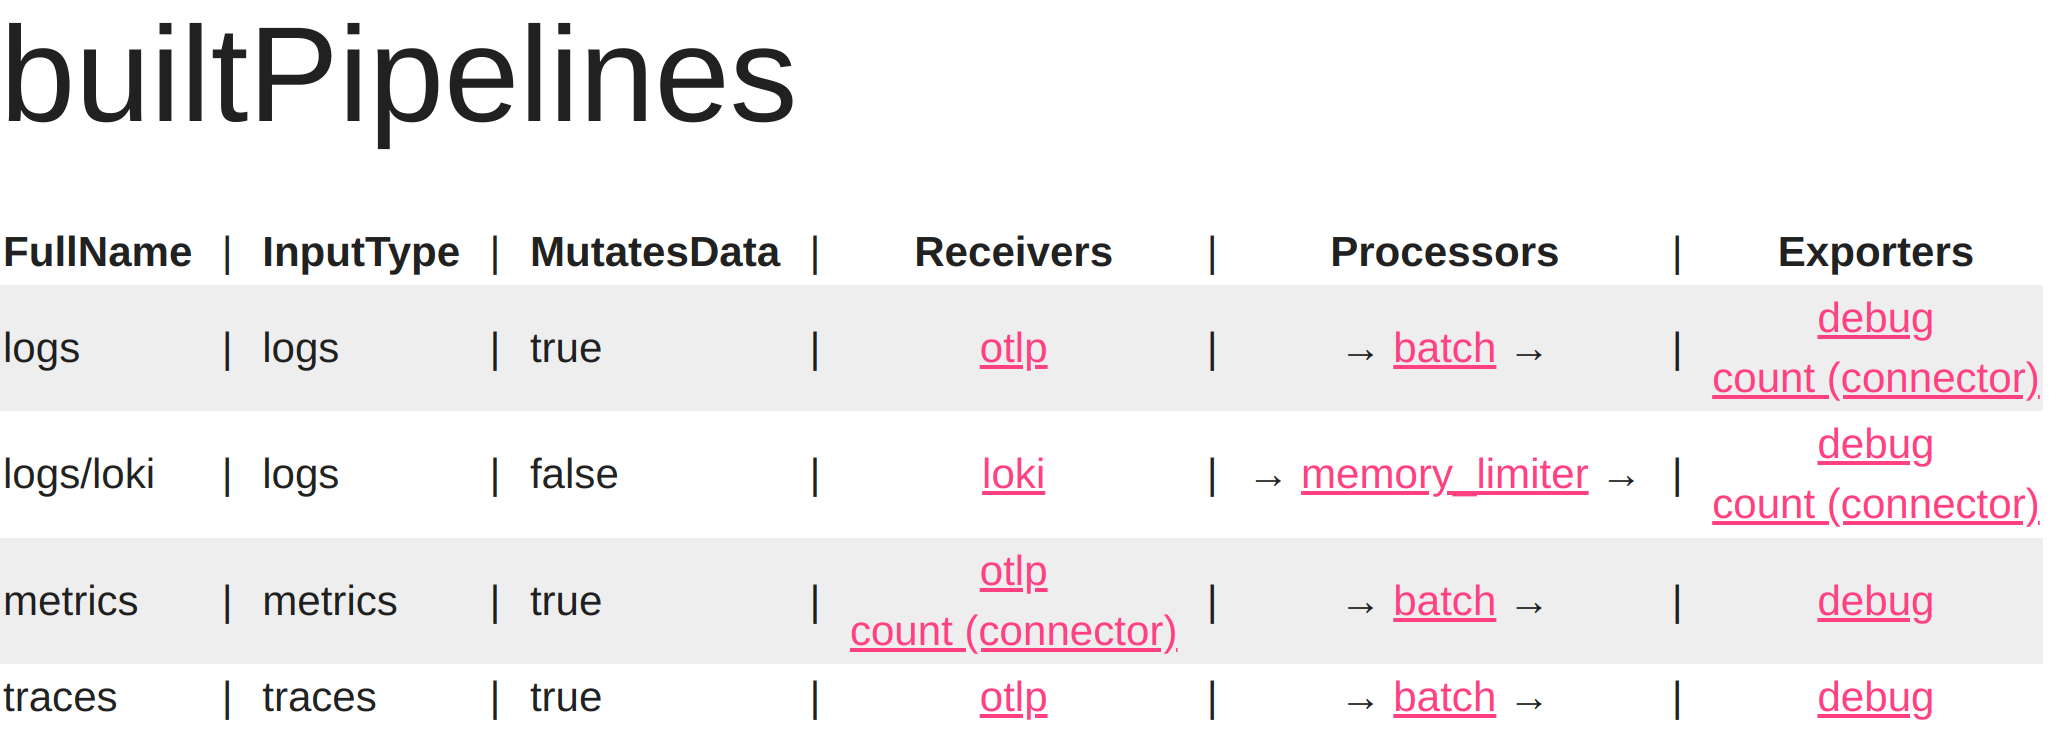 builtPipelines
FullName | InputType | MutatesData | Receivers | Processors | Exporters
logs | logs | true | otlp | → batch → | debug
count (connector)
logs/loki | logs | false | loki | → memory_limiter → | debug
count (connector)
metrics | metrics | true | otlp
count (connector) | → batch → | debug
traces | traces | true | otlp | → batch → | debug